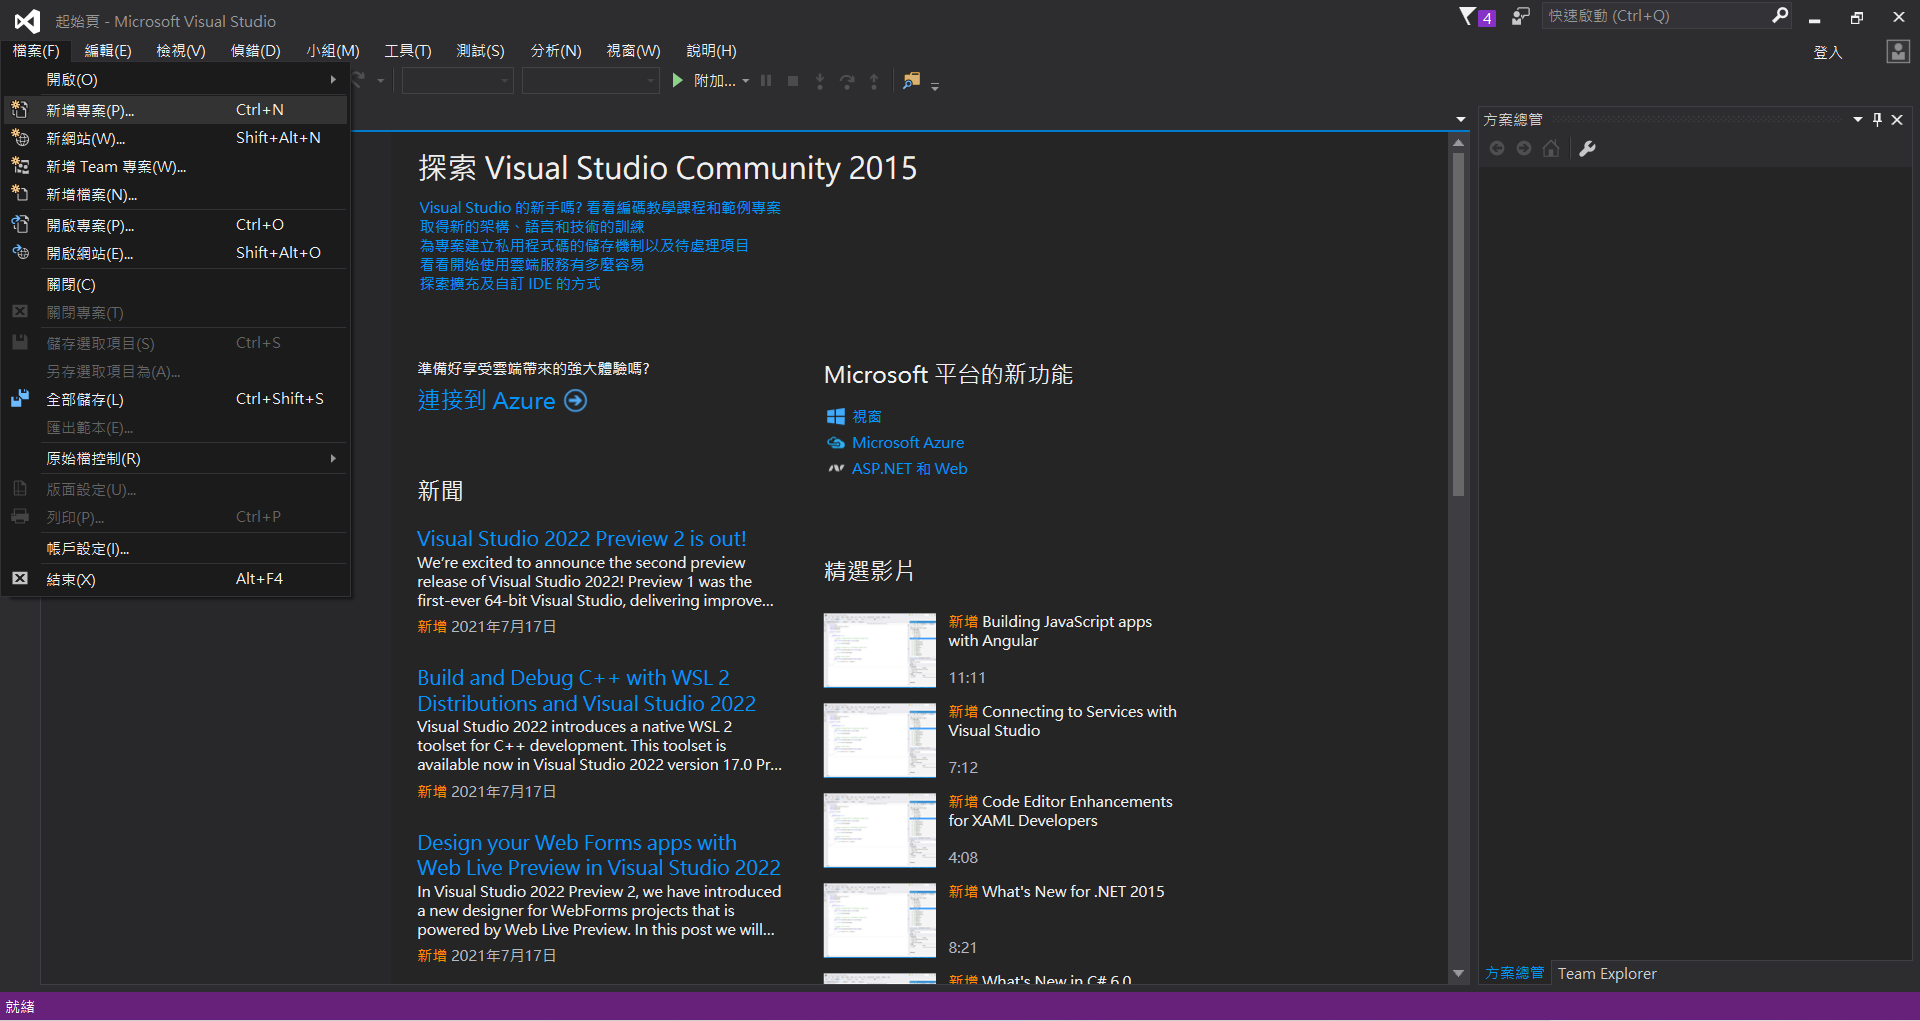 起始頁 - Microsoft Visual Studio
4
快速啟動 (Ctrl+Q)
檔案(F) 編輯(E) 檢視(V) 偵錯(D) 小組(M) 工具(T) 測試(S) 分析(N) 視窗(W) 說明(H)
登入
附加...
開啟(O)
新增專案(P)... Ctrl+N
新網站(W)... Shift+Alt+N
新增 Team 專案(W)...
新增檔案(N)...
開啟專案(P)... Ctrl+O
開啟網站(E)... Shift+Alt+O
關閉(C)
關閉專案(T)
儲存選取項目(S) Ctrl+S
另存選取項目為(A)...
全部儲存(L) Ctrl+Shift+S
匯出範本(E)...
原始檔控制(R)
版面設定(U)...
列印(P)... Ctrl+P
帳戶設定(I)...
結束(X) Alt+F4
探索 Visual Studio Community 2015
Visual Studio 的新手嗎? 看看編碼教學課程和範例專案
取得新的架構、語言和技術的訓練
為專案建立私用程式碼的儲存機制以及待處理項目
看看開始使用雲端服務有多麼容易
探索擴充及自訂 IDE 的方式
準備好享受雲端帶來的強大體驗嗎?
連接到 Azure
新聞
Visual Studio 2022 Preview 2 is out!
We’re excited to announce the second preview
release of Visual Studio 2022! Preview 1 was the
first-ever 64-bit Visual Studio, delivering improve...
新增 2021年7月17日
Build and Debug C++ with WSL 2
Distributions and Visual Studio 2022
Visual Studio 2022 introduces a native WSL 2
toolset for C++ development. This toolset is
available now in Visual Studio 2022 version 17.0 Pr...
新增 2021年7月17日
Design your Web Forms apps with
Web Live Preview in Visual Studio 2022
In Visual Studio 2022 Preview 2, we have introduced
a new designer for WebForms projects that is
powered by Web Live Preview. In this post we will...
新增 2021年7月17日
Microsoft 平台的新功能
視窗
Microsoft Azure
ASP.NET 和 Web
精選影片
新增 Building JavaScript apps
with Angular
11:11
新增 Connecting to Services with
Visual Studio
7:12
新增 Code Editor Enhancements
for XAML Developers
4:08
新增 What's New for .NET 2015
8:21
新增 What's New in C# 6.0
方案總管
方案總管 Team Explorer
就緒